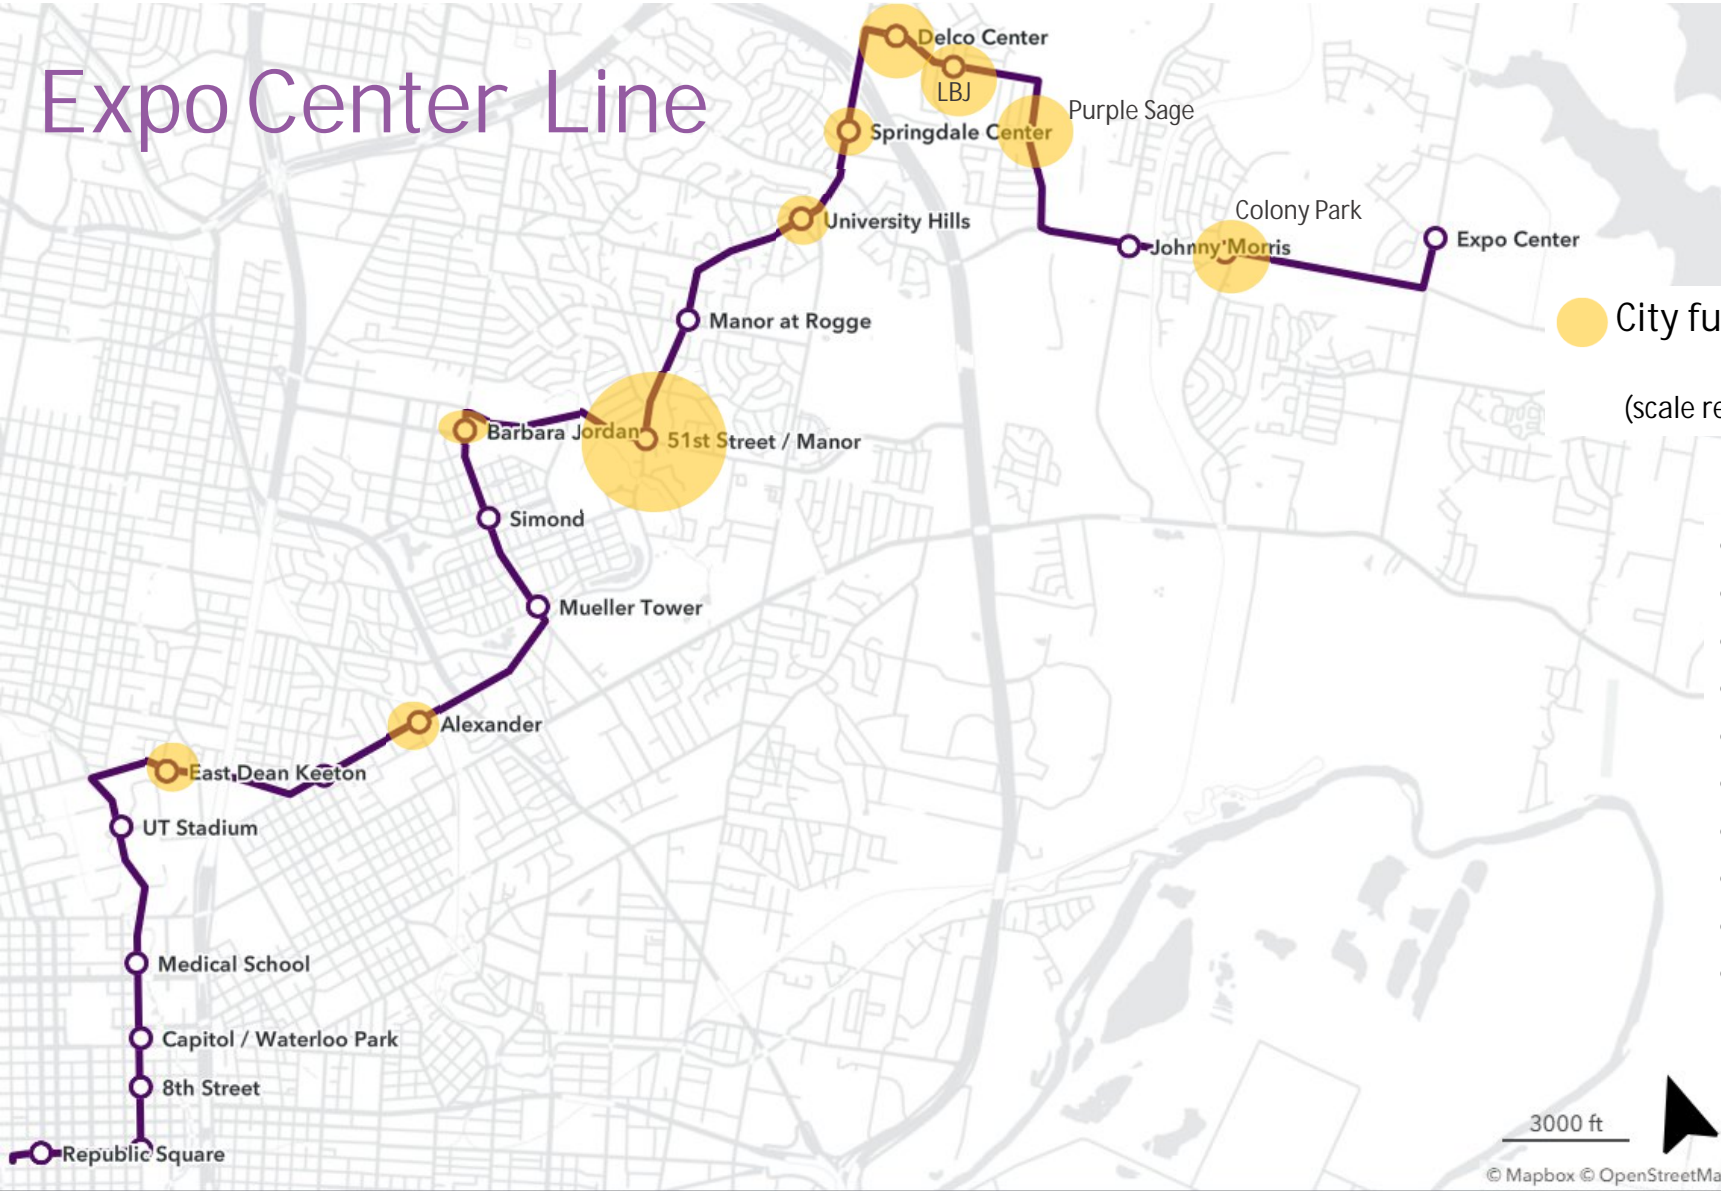 Expo Center Line
Delco Center
LBJ
Purple Sage
Springdale Center
University Hills
Colony Park
Johnny Morris
Expo Center
Manor at Rogge
City fu
(scale re
Barbara Jordan
51st Street / Manor
Simond
Mueller Tower
Alexander
East Dean Keeton
UT Stadium
Medical School
Capitol / Waterloo Park
8th Street
Republic Square
3000 ft
© Mapbox © OpenStreetMa